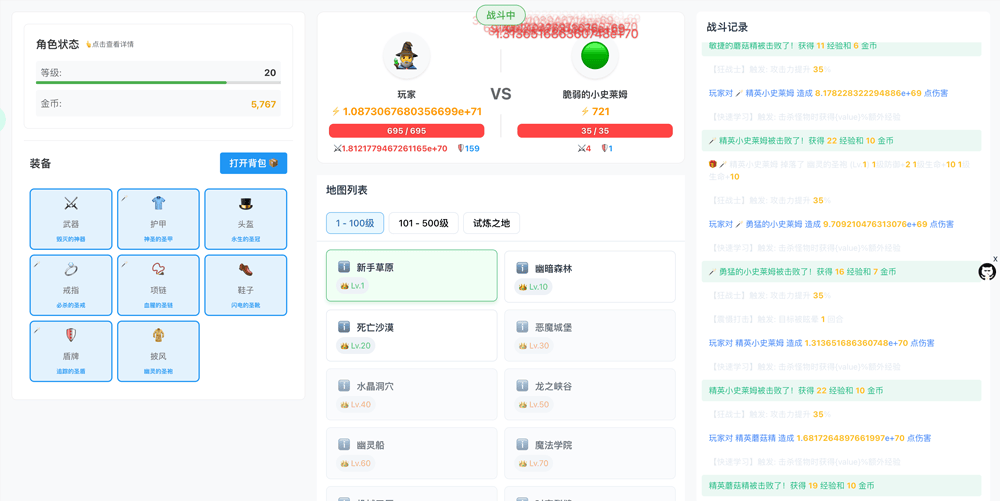 角色状态 👆点击查看详情
等级: 20
金币: 5,767
装备
打开背包
武器
毁灭的神器
护甲
神圣的圣甲
头盔
永生的圣冠
戒指
必杀的圣戒
项链
血腥的圣链
鞋子
闪电的圣靴
盾牌
追踪的圣盾
披风
幽灵的圣袍
战斗中
1.313651686360748e+70
玩家
⚡1.0873067680356699e+71
695 / 695
⚔1.8121779467261165e+70 159
VS
脆弱的小史莱姆
⚡721
35 / 35
⚔4 1
地图列表
1 - 100级
101 - 500级
试炼之地
新手草原
Lv.1
幽暗森林
Lv.10
死亡沙漠
Lv.20
恶魔城堡
Lv.30
水晶洞穴
Lv.40
龙之峡谷
Lv.50
幽灵船
Lv.60
魔法学院
Lv.70
战斗记录
敏捷的蘑菇精被击败了！获得 11 经验和 6 金币
【狂战士】触发: 攻击力提升 35%
玩家对 精英小史莱姆 造成 8.178228322294886e+69 点伤害
【快速学习】触发: 击杀怪物时获得{value}%额外经验
精英小史莱姆被击败了！获得 22 经验和 10 金币
精英小史莱姆 掉落了 幽灵的圣袍 (Lv.1)
生命+10
【狂战士】触发: 攻击力提升 35%
玩家对 勇猛的小史莱姆 造成 9.709210476313076e+69 点伤害
【快速学习】触发: 击杀怪物时获得{value}%额外经验
勇猛的小史莱姆被击败了！获得 16 经验和 7 金币
【狂战士】触发: 攻击力提升 35%
【震慑打击】触发: 目标被眩晕 1 回合
玩家对 精英小史莱姆 造成 1.313651686360748e+70 点伤害
【快速学习】触发: 击杀怪物时获得{value}%额外经验
精英小史莱姆被击败了！获得 22 经验和 10 金币
【狂战士】触发: 攻击力提升 35%
玩家对 精英蘑菇精 造成 1.6817264897661997e+70 点伤害
【快速学习】触发: 击杀怪物时获得{value}%额外经验
精英蘑菇精被击败了！获得 19 经验和 10 金币
x